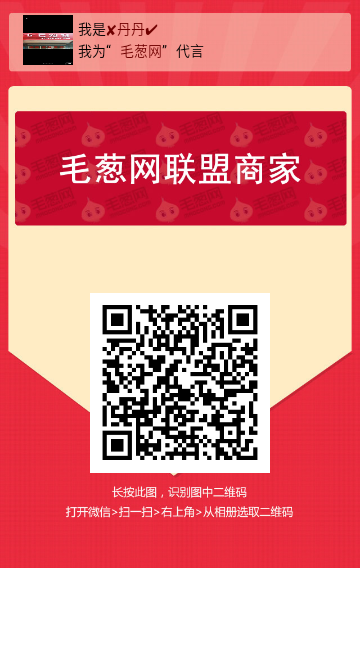 我是✘丹丹✔
我为“毛葱网”代言
毛葱网联盟商家
长按此图，识别图中二维码
打开微信>扫一扫>右上角>从相册选取二维码